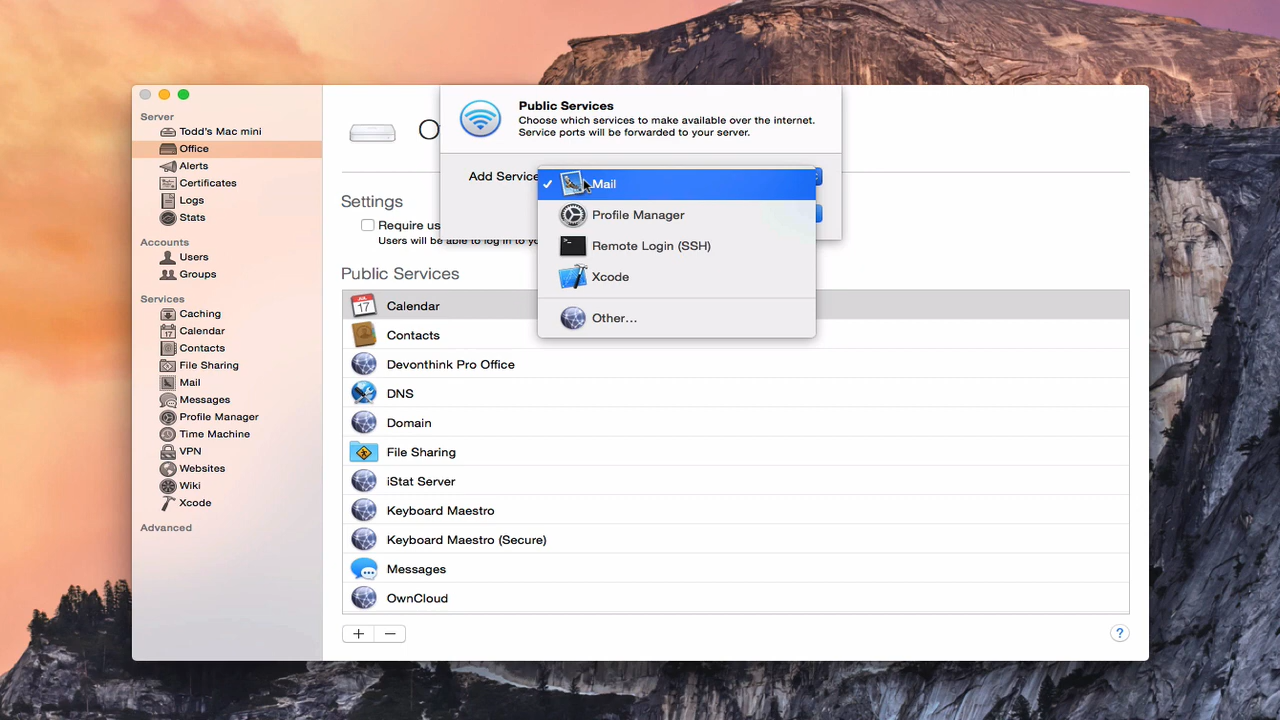 Server
Todd's Mac mini
Office
Alerts
Certificates
Logs
Stats
Accounts
Users
Groups
Services
Caching
Calendar
Contacts
File Sharing
Mail
Messages
Profile Manager
Time Machine
VPN
Websites
Wiki
Xcode
Advanced
O
Public Services
Choose which services to make available over the internet.
Service ports will be forwarded to your server.
Add Service
Mail
Profile Manager
Remote Login (SSH)
Xcode
Other...
Settings
Require us
Users will be able to log in to yo
Public Services
JUL
17
Calendar
Contacts
Devonthink Pro Office
DNS
Domain
File Sharing
iStat Server
Keyboard Maestro
Keyboard Maestro (Secure)
Messages
OwnCloud
+ −
?